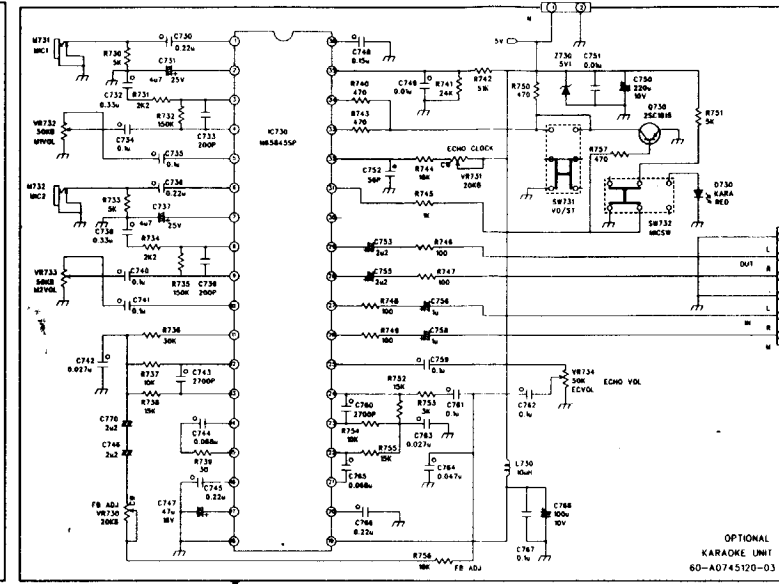 N
5V
M731
MIC1
C730
0.22u
R730
5K
C731
4u7 25V
C732
0.33u
R731
2K2
R732
150K
C733
200P
VR732
50KB
M1VOL
C734
0.1u
C735
0.1u
M732
MIC2
C736
0.22u
R733
5K
C737
4u7 25V
C738
0.33u
R734
2K2
VR733
50KB
M2VOL
C740
0.1u
R735
150K
C741
0.1u
R736
30K
C742
0.027u
R737
10K
C743
2700P
R738
15K
C744
0.068u
R739
30
C745
0.22u
C746
2u2
C747
47u
16V
FB ADJ
VR730
20KB
IC730
M65845SP
C748
0.15u
R740
470
C749
0.01u
R741
24K
R742
51K
R743
470
ECHO CLOCK
C752
56P
R744
18K
CW
VR731
20KB
R745
1K
C753
2u2
R746
100
C755
2u2
R747
100
R748
100
C756
1u
R749
100
C758
1u
C759
0.1u
R752
15K
C760
2700P
R753
3K
C761
0.1u
C762
0.1u
VR734
50K
ECVOL
ECHO VOL
R754
10K
C763
0.027u
R755
15K
C765
0.068u
C764
0.047u
C766
0.22u
R756
10K
FB ADJ
Z730
5V1
C751
0.01u
C750
220u
10V
R750
470
Q730
2SC1815
R751
5K
R757
470
SW731
VO/ST
SW732
MICSW
D730
KARA
RED
L
OUT
R
L
IN
R
M
L730
10uH
C767
0.1u
C768
100u
10V
OPTIONAL
KARAOKE UNIT
60-A0745120-03